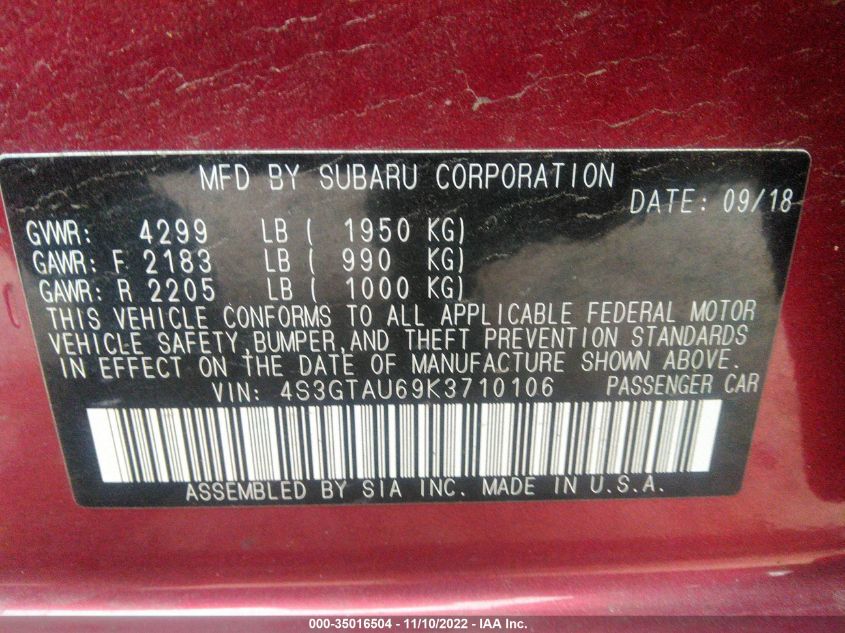 MFD BY SUBARU CORPORATION
DATE: 09/18
GVWR: 4299 LB ( 1950 KG)
GAWR: F 2183 LB ( 990 KG)
GAWR: R 2205 LB ( 1000 KG)
THIS VEHICLE CONFORMS TO ALL APPLICABLE FEDERAL MOTOR
VEHICLE SAFETY, BUMPER, AND THEFT PREVENTION STANDARDS
IN EFFECT ON THE DATE OF MANUFACTURE SHOWN ABOVE.
VIN: 4S3GTAU69K3710106 PASSENGER CAR
ASSEMBLED BY SIA INC. MADE IN U.S.A.
000-35016504 - 11/10/2022 - IAA Inc.